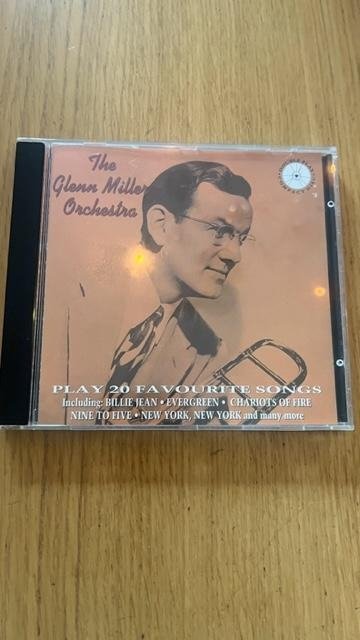 The
Glenn Miller
Orchestra
PLAY 20 FAVOURITE SONGS
Including: BILLIE JEAN • EVERGREEN • CHARIOTS OF FIRE
NINE TO FIVE • NEW YORK, NEW YORK and many more